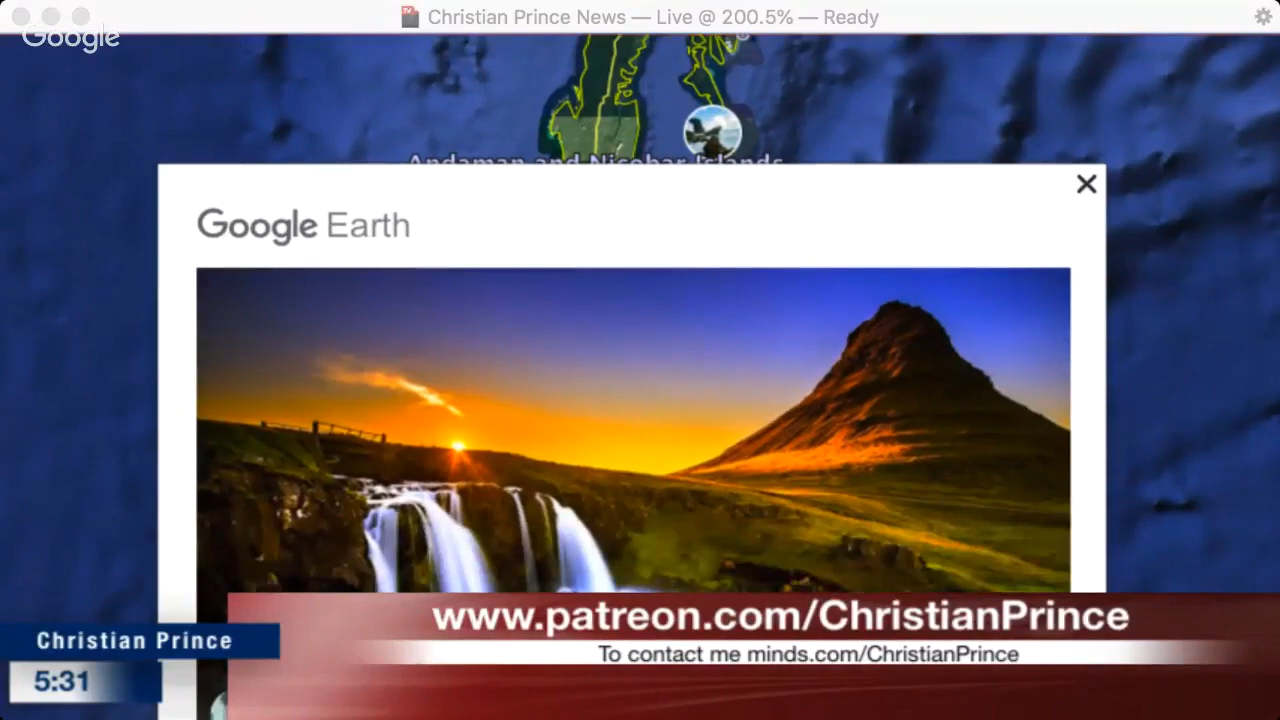 Christian Prince News — Live @ 200.5% — Ready
Google
Andaman and Nicobar Islands
Google Earth
www.patreon.com/ChristianPrince
To contact me minds.com/ChristianPrince
Christian Prince
5:31